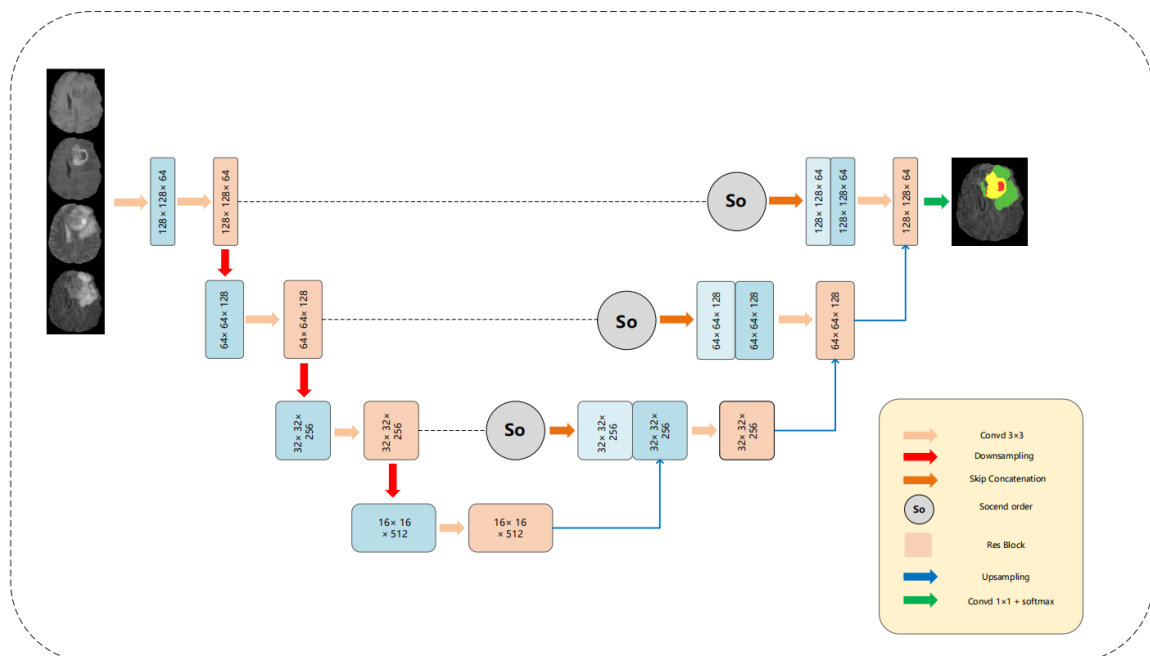 128× 128× 64
128× 128× 64
So
128× 128× 64
128× 128× 64
128× 128× 64
64× 64× 128
64× 64× 128
So
64× 64× 128
64× 64× 128
64× 64× 128
32× 32×
256
32× 32×
256
So
32× 32×
256
32× 32×
256
32× 32×
256
16× 16
× 512
16× 16
× 512
Convd 3×3
Downsampling
Skip Concatenation
So
Socend order
Res Block
Upsampling
Convd 1×1 + softmax